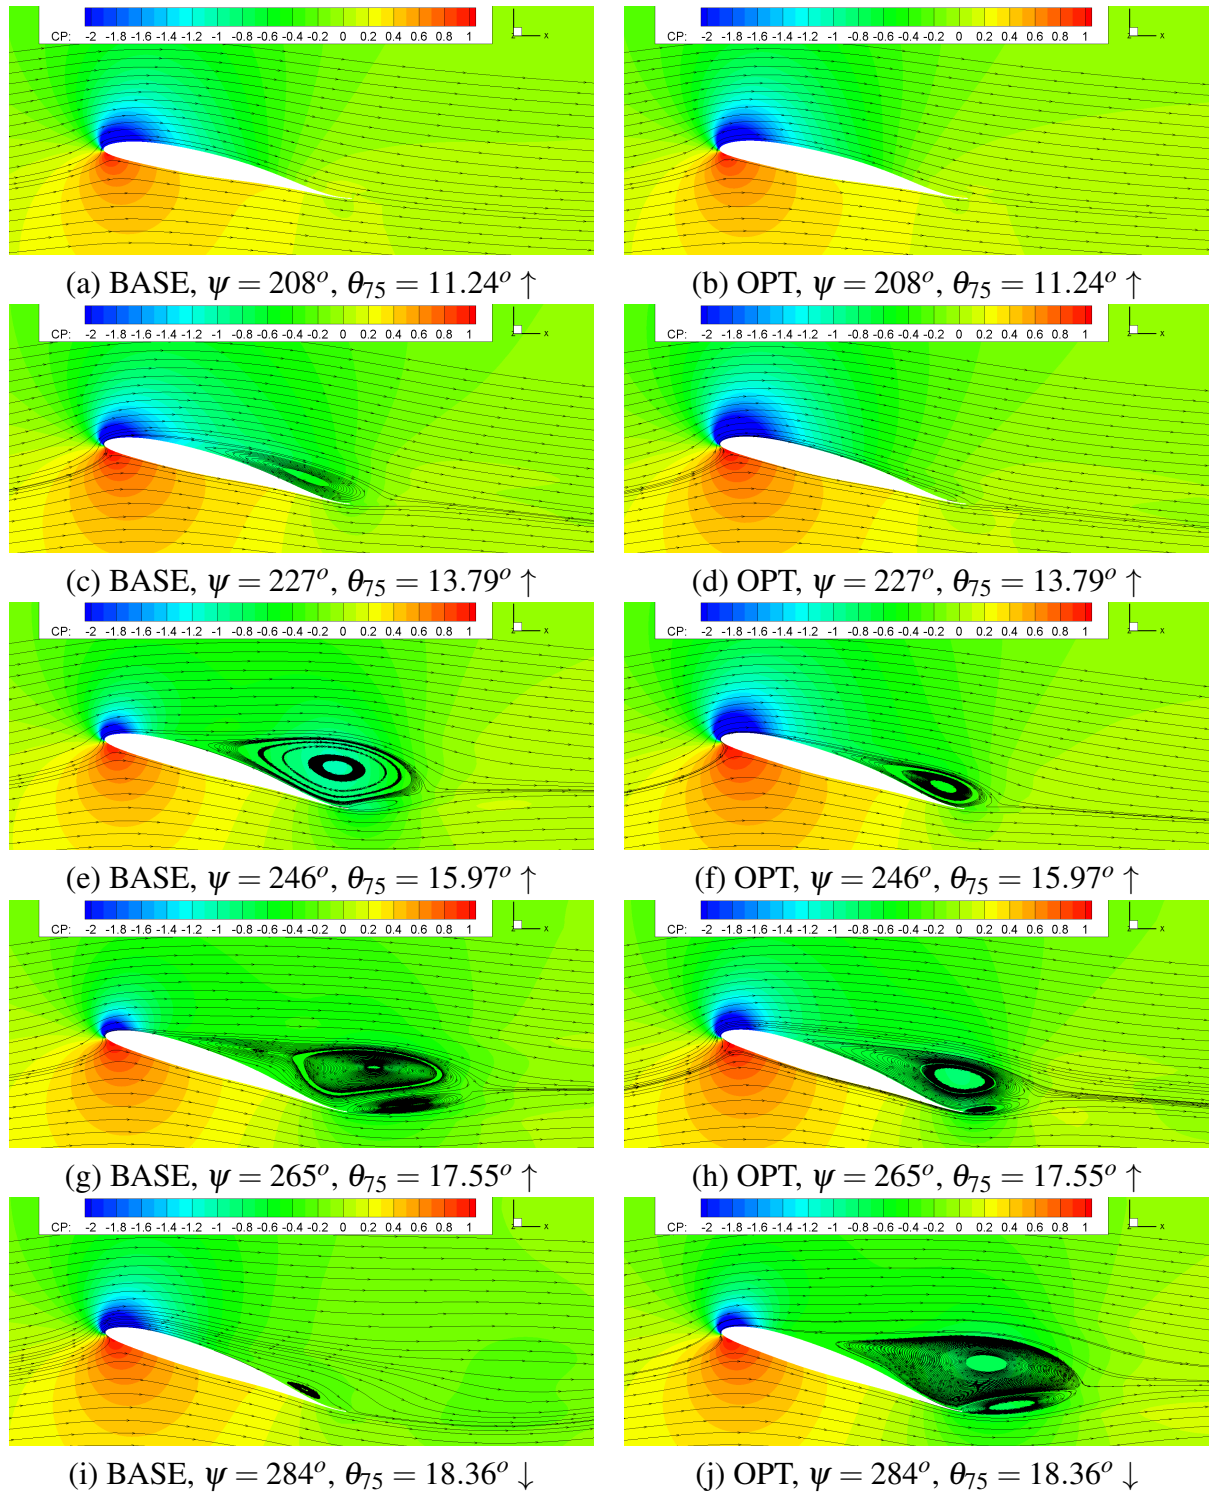 CP: -2 -1.8 -1.6 -1.4 -1.2 -1 -0.8 -0.6 -0.4 -0.2 0 0.2 0.4 0.6 0.8 1 z x
CP: -2 -1.8 -1.6 -1.4 -1.2 -1 -0.8 -0.6 -0.4 -0.2 0 0.2 0.4 0.6 0.8 1 z x
(a) BASE, ψ = 208°, θ₇₅ = 11.24° ↑
(b) OPT, ψ = 208°, θ₇₅ = 11.24° ↑
CP: -2 -1.8 -1.6 -1.4 -1.2 -1 -0.8 -0.6 -0.4 -0.2 0 0.2 0.4 0.6 0.8 1 z x
CP: -2 -1.8 -1.6 -1.4 -1.2 -1 -0.8 -0.6 -0.4 -0.2 0 0.2 0.4 0.6 0.8 1 z x
(c) BASE, ψ = 227°, θ₇₅ = 13.79° ↑
(d) OPT, ψ = 227°, θ₇₅ = 13.79° ↑
CP: -2 -1.8 -1.6 -1.4 -1.2 -1 -0.8 -0.6 -0.4 -0.2 0 0.2 0.4 0.6 0.8 1 z x
CP: -2 -1.8 -1.6 -1.4 -1.2 -1 -0.8 -0.6 -0.4 -0.2 0 0.2 0.4 0.6 0.8 1 z x
(e) BASE, ψ = 246°, θ₇₅ = 15.97° ↑
(f) OPT, ψ = 246°, θ₇₅ = 15.97° ↑
CP: -2 -1.8 -1.6 -1.4 -1.2 -1 -0.8 -0.6 -0.4 -0.2 0 0.2 0.4 0.6 0.8 1 z x
CP: -2 -1.8 -1.6 -1.4 -1.2 -1 -0.8 -0.6 -0.4 -0.2 0 0.2 0.4 0.6 0.8 1 z x
(g) BASE, ψ = 265°, θ₇₅ = 17.55° ↑
(h) OPT, ψ = 265°, θ₇₅ = 17.55° ↑
CP: -2 -1.8 -1.6 -1.4 -1.2 -1 -0.8 -0.6 -0.4 -0.2 0 0.2 0.4 0.6 0.8 1 z x
CP: -2 -1.8 -1.6 -1.4 -1.2 -1 -0.8 -0.6 -0.4 -0.2 0 0.2 0.4 0.6 0.8 1 z x
(i) BASE, ψ = 284°, θ₇₅ = 18.36° ↓
(j) OPT, ψ = 284°, θ₇₅ = 18.36° ↓